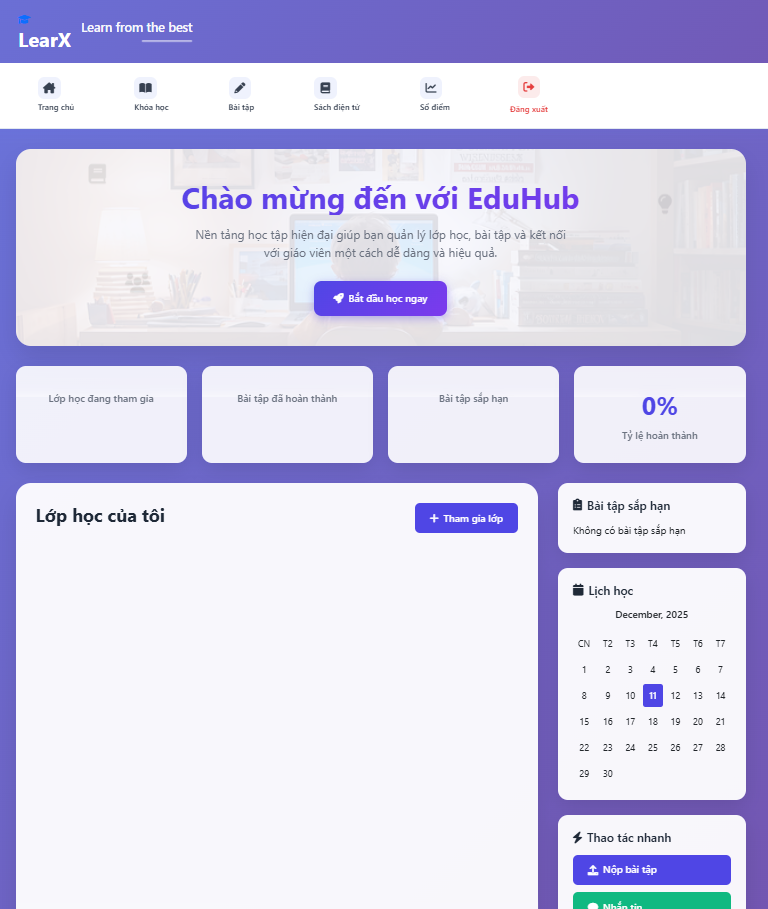 LearX
Learn from the best
Trang chủ
Khóa học
Bài tập
Sách điện tử
Sổ điểm
Đăng xuất
Chào mừng đến với EduHub
Nền tảng học tập hiện đại giúp bạn quản lý lớp học, bài tập và kết nối
với giáo viên một cách dễ dàng và hiệu quả.
Bắt đầu học ngay
Lớp học đang tham gia
Bài tập đã hoàn thành
Bài tập sắp hạn
0%
Tỷ lệ hoàn thành
Lớp học của tôi
Tham gia lớp
Bài tập sắp hạn
Không có bài tập sắp hạn
Lịch học
December, 2025
CN T2 T3 T4 T5 T6 T7
1 2 3 4 5 6 7
8 9 10 11 12 13 14
15 16 17 18 19 20 21
22 23 24 25 26 27 28
29 30
Thao tác nhanh
Nộp bài tập
Nhắn tin